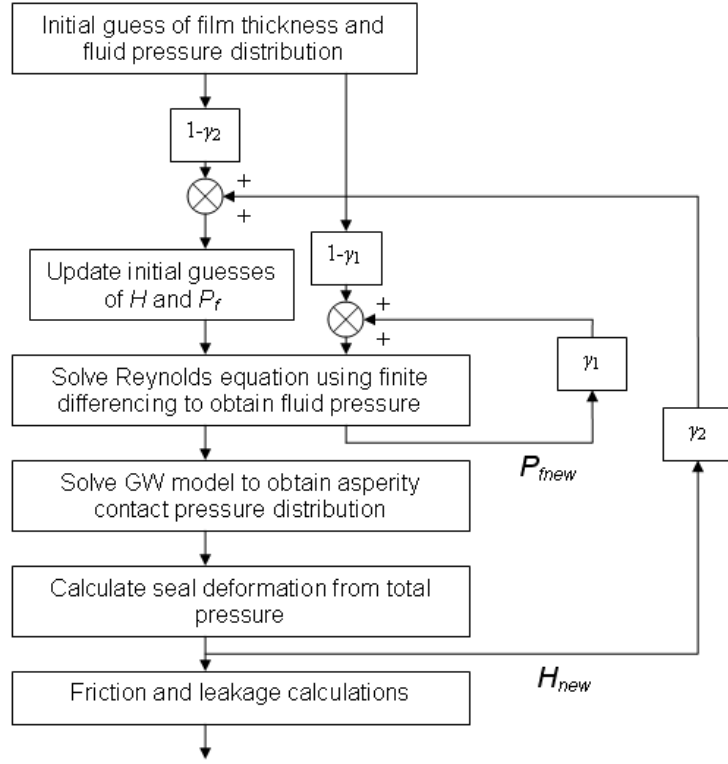 Initial guess of film thickness and
fluid pressure distribution
1-γ2
+
+
Update initial guesses
of H and Pf
1-γ1
+
+
Solve Reynolds equation using finite
differencing to obtain fluid pressure
γ1
γ2
Pfnew
Solve GW model to obtain asperity
contact pressure distribution
Calculate seal deformation from total
pressure
Hnew
Friction and leakage calculations